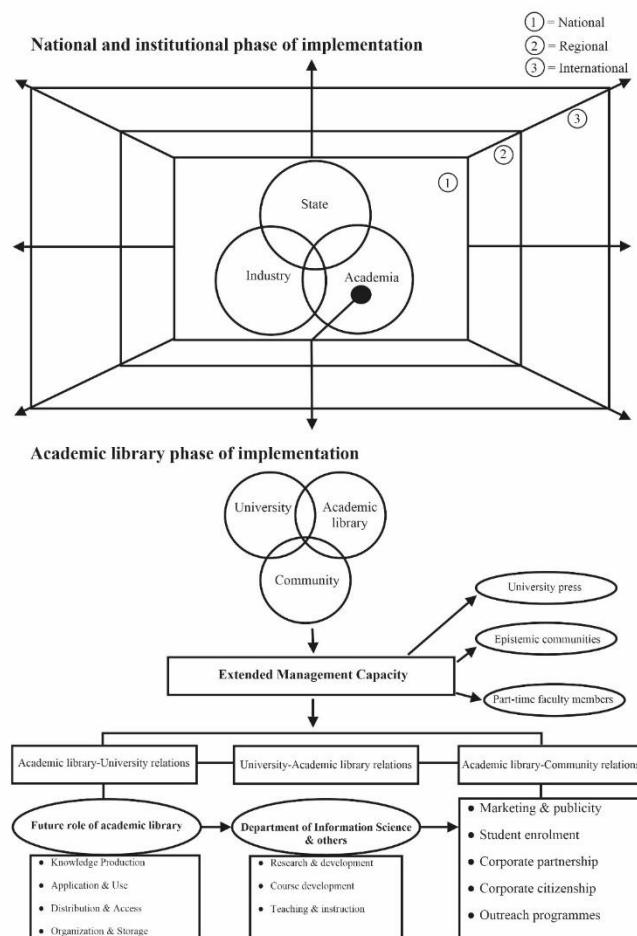 ① = National
National and institutional phase of implementation
② = Regional
③ = International
③
②
①
State
Industry
Academia
Academic library phase of implementation
University
Academic
library
Community
University press
Epistemic communities
Extended Management Capacity
Part-time faculty members
Academic library-University relations
University-Academic library relations
Academic library-Community relations
Future role of academic library
Department of Information Science
& others
• Marketing & publicity
• Student enrolment
• Corporate partnership
• Corporate citizenship
• Outreach programmes
• Knowledge Production
• Application & Use
• Distribution & Access
• Organization & Storage
• Research & development
• Course development
• Teaching & instruction